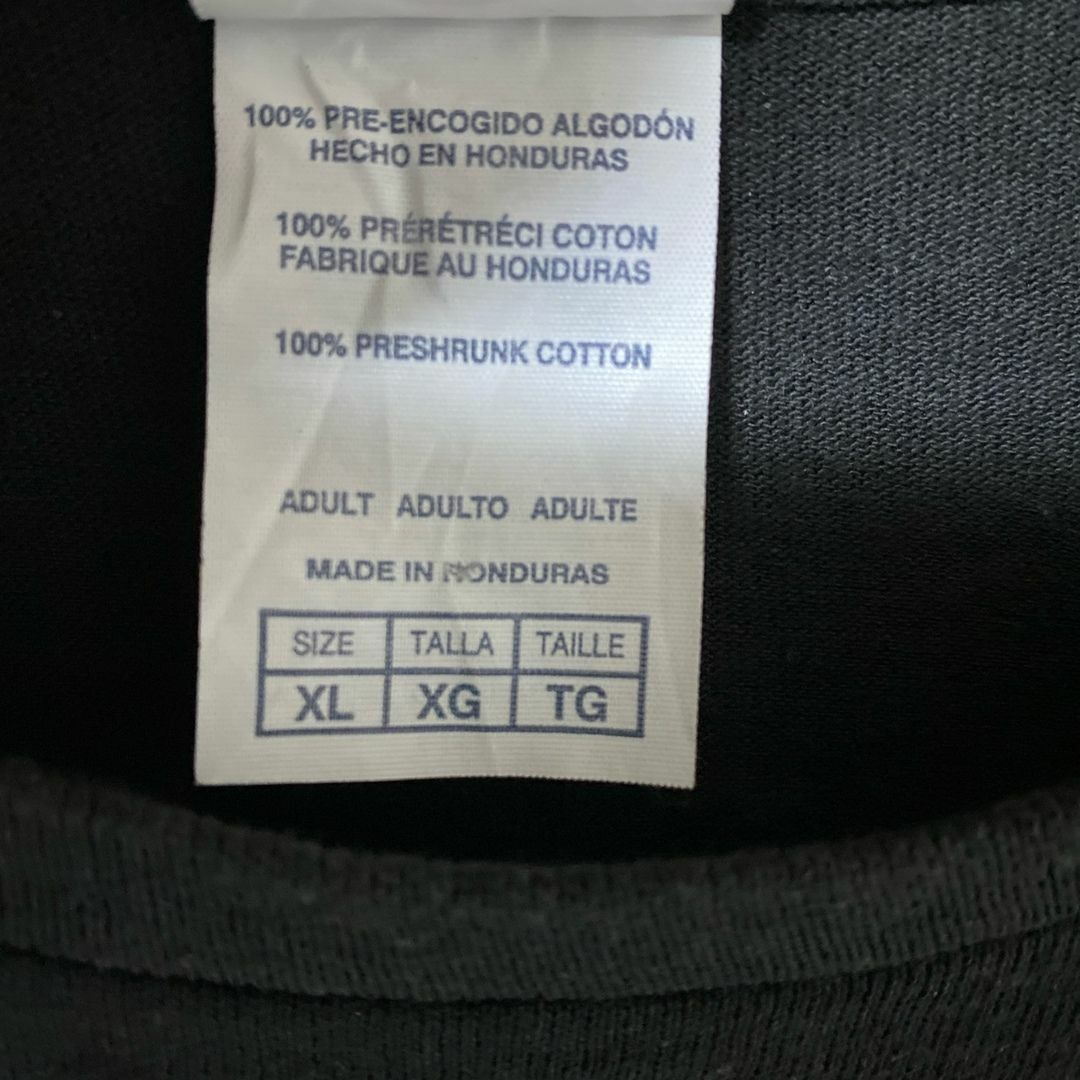 100% PRE-ENCOGIDO ALGODÓN
HECHO EN HONDURAS
100% PRÉRÉTRÉCI COTON
FABRIQUE AU HONDURAS
100% PRESHRUNK COTTON
ADULT ADULTO ADULTE
MADE IN HONDURAS
SIZE TALLA TAILLE
XL XG TG